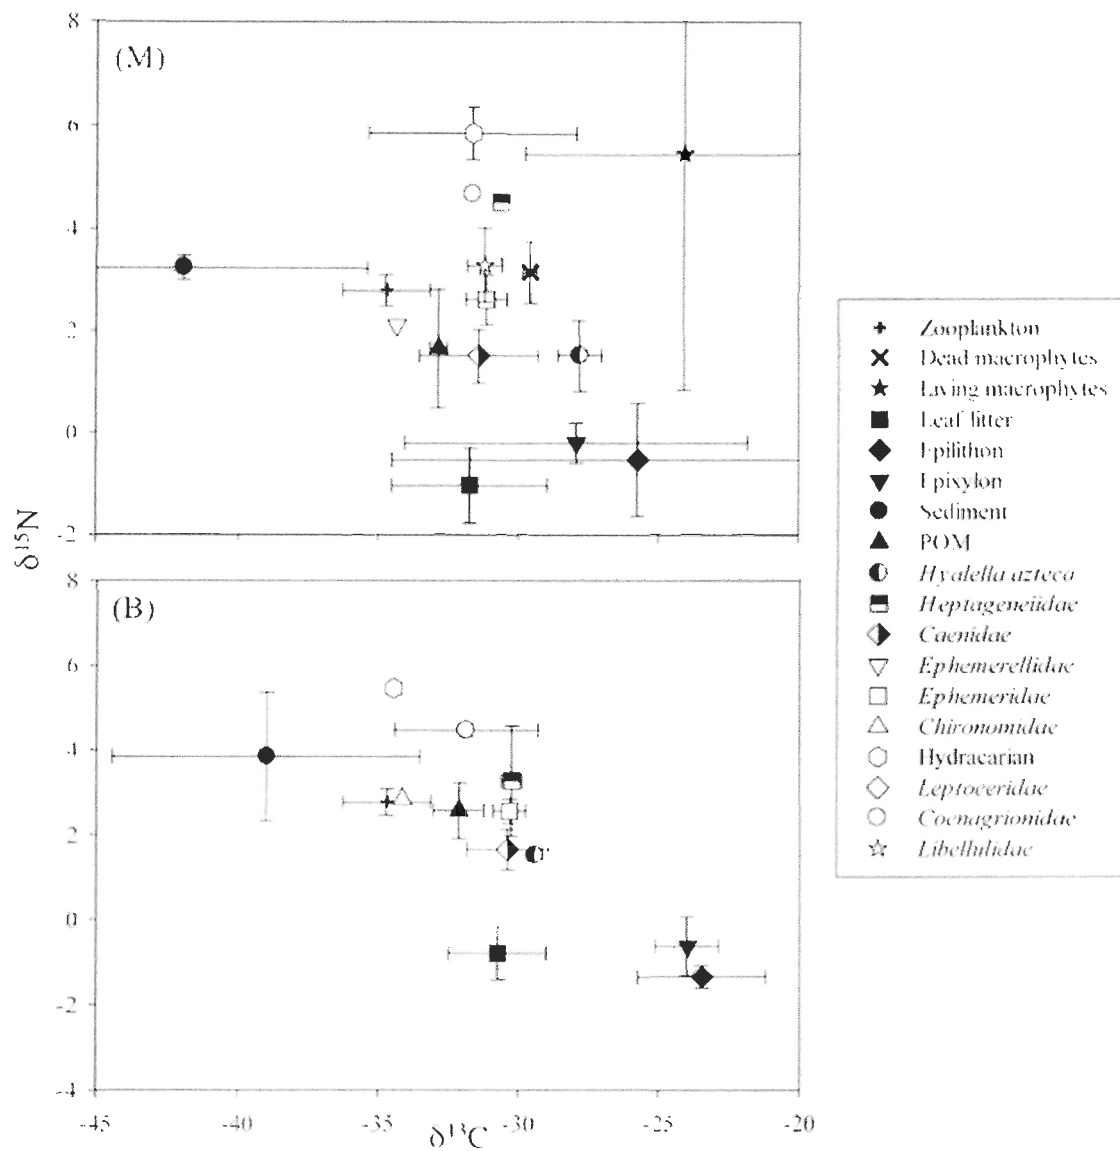 8
(M)
6
4
2
0
-2
δ¹⁵N
8
(B)
6
4
2
0
-2
-4
-45 -40 -35 -30 -25 -20
δ¹³C
Zooplankton
Dead macrophytes
Living macrophytes
Leaf litter
Epilithon
Epixylon
Sediment
POM
Hyalella azteca
Heptageneiidae
Caenidae
Ephemerellidae
Ephemeridae
Chironomidae
Hydracarian
Leptoceridae
Coenagrionidae
Libellulidae